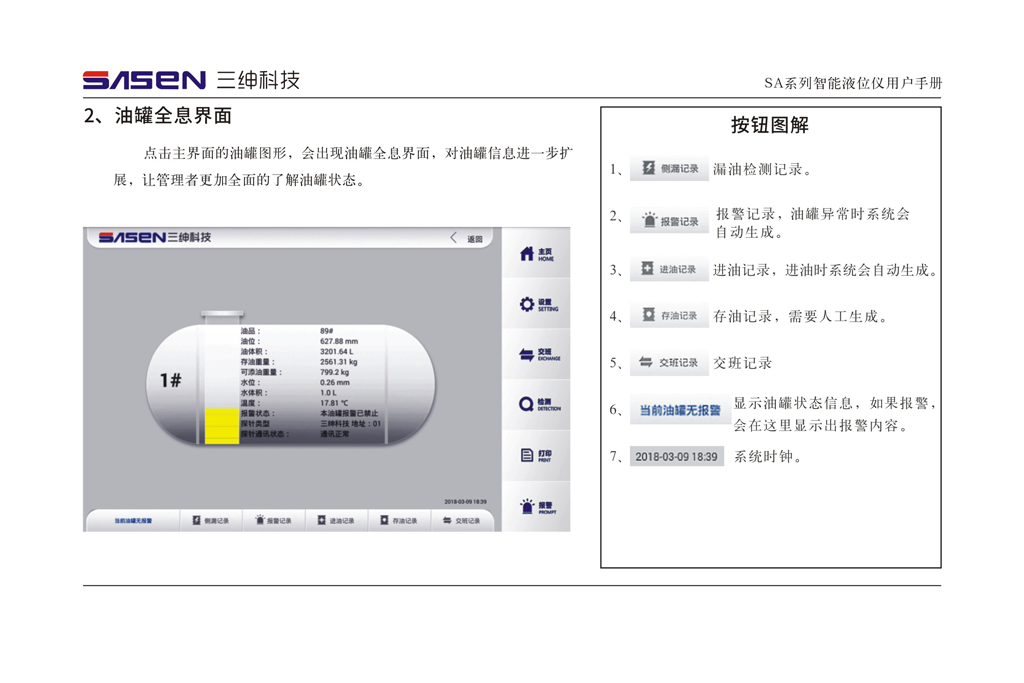 SASEN 三绅科技
SA系列智能液位仪用户手册
2、油罐全息界面
点击主界面的油罐图形，会出现油罐全息界面，对油罐信息进一步扩
展，让管理者更加全面的了解油罐状态。
SASEN三绅科技
返回
1#
油品： 89#
油位： 627.88 mm
油体积： 3201.64 L
存油重量： 2561.31 kg
可添油重量： 799.2 kg
水位： 0.26 mm
水体积： 1.0 L
温度： 17.81 ℃
报警状态： 本油罐报警已禁止
探针类型 三绅科技 地址：01
探针通讯状态： 通讯正常
2018-03-09 18:39
当前油罐无报警
侧漏记录
报警记录
进油记录
存油记录
交班记录
主页
HOME
设置
SETTING
交班
EXCHANGE
检测
DETECTION
打印
PRINT
报警
PROMPT
按钮图解
1、 侧漏记录 漏油检测记录。
2、 报警记录 报警记录，油罐异常时系统会
自动生成。
3、 进油记录 进油记录，进油时系统会自动生成。
4、 存油记录 存油记录，需要人工生成。
5、 交班记录 交班记录
6、 当前油罐无报警 显示油罐状态信息，如果报警，
会在这里显示出报警内容。
7、 2018-03-09 18:39 系统时钟。